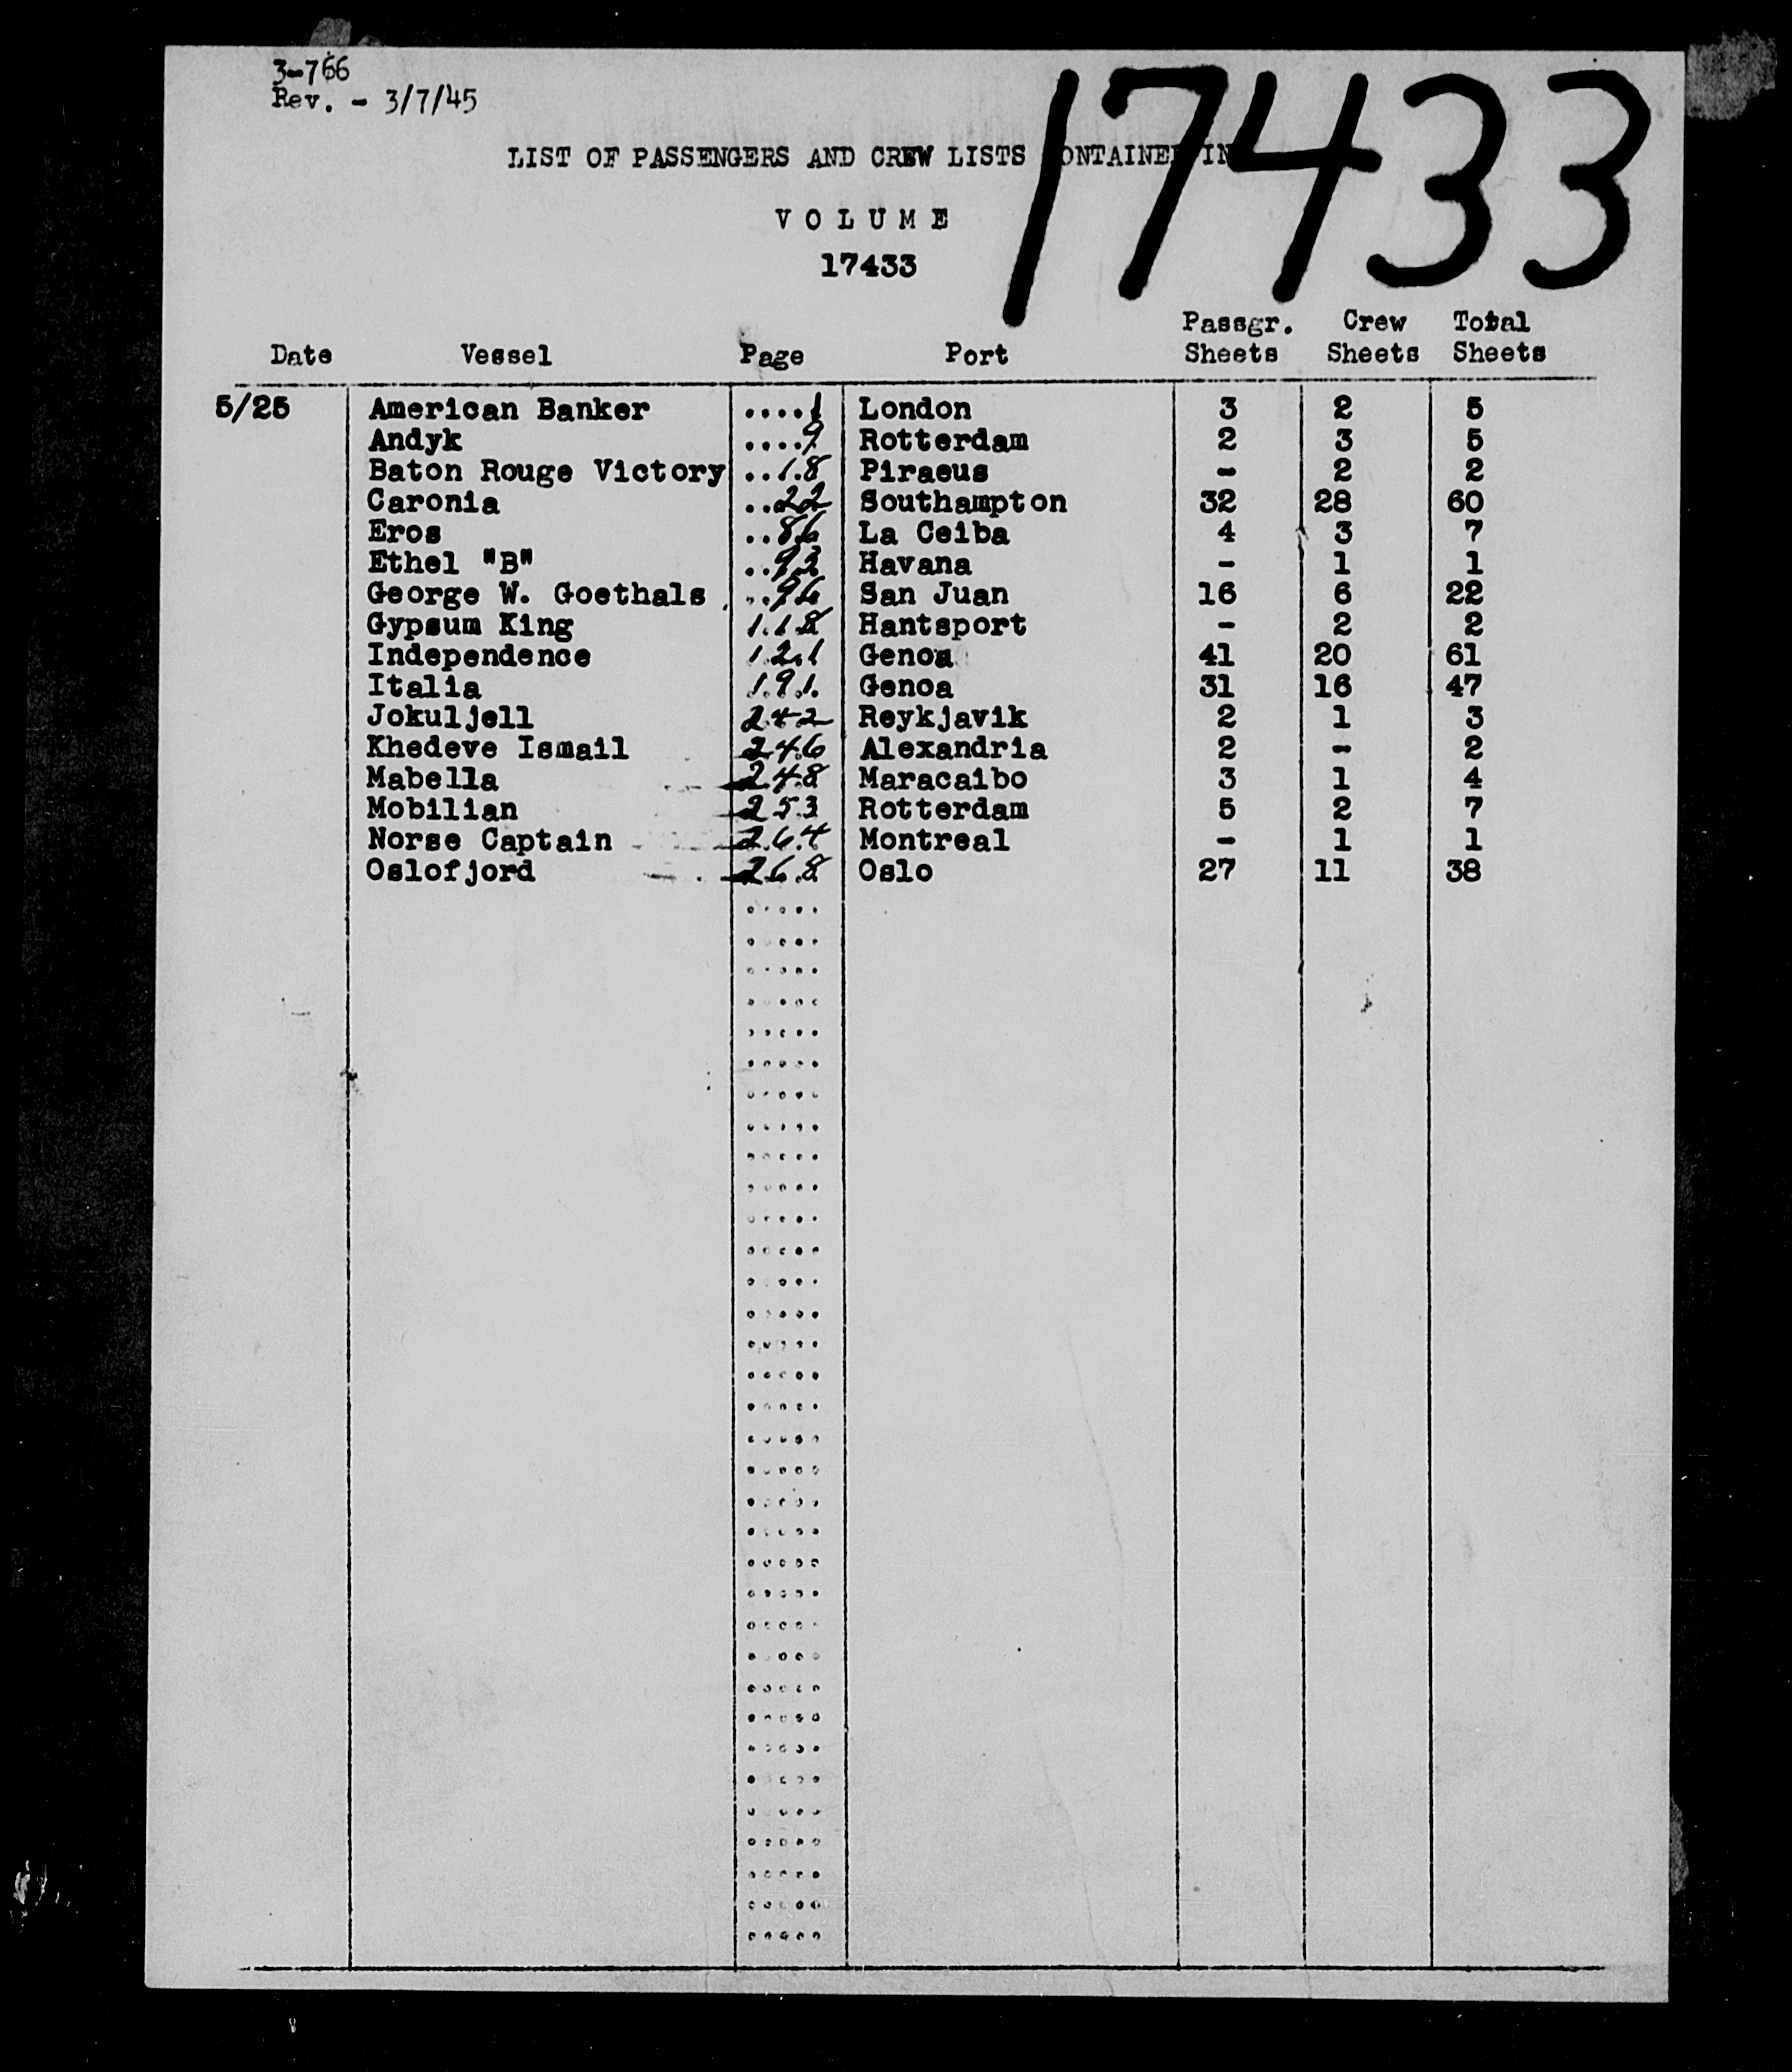 3-766
Rev. - 3/7/45
17433
LIST OF PASSENGERS AND CREW LISTS CONTAINED IN
VOLUME
17433
Date Vessel Page Port Passgr. Sheets Crew Sheets Total Sheets
5/25 American Banker ....1 London 3 2 5
Andyk ....9 Rotterdam 2 3 5
Baton Rouge Victory ..18 Piraeus - 2 2
Caronia ..22 Southampton 32 28 60
Eros ..86 La Ceiba 4 3 7
Ethel "B" ..93 Havana - 1 1
George W. Goethals ..96 San Juan 16 6 22
Gypsum King 118 Hantsport - 2 2
Independence 121 Genoa 41 20 61
Italia 191 Genoa 31 16 47
Jokuljell 242 Reykjavik 2 1 3
Khedeve Ismail 246 Alexandria 2 - 2
Mabella 248 Maracaibo 3 1 4
Mobilian 253 Rotterdam 5 2 7
Norse Captain 264 Montreal - 1 1
Oslofjord 268 Oslo 27 11 38